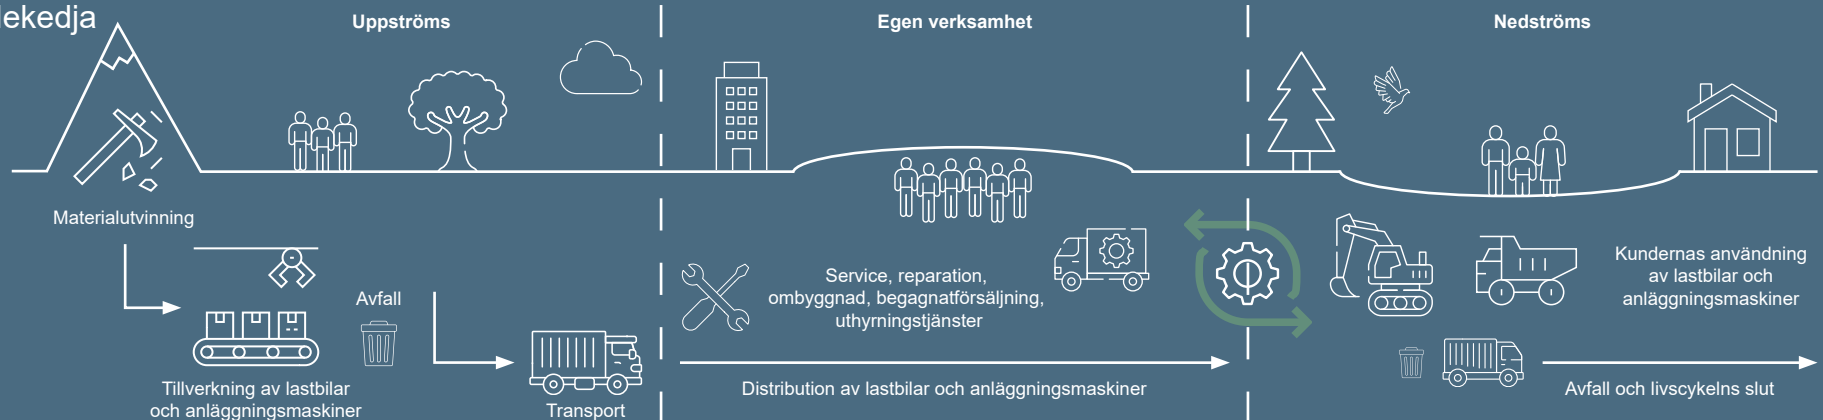 lekedja
Uppströms
Egen verksamhet
Nedströms
Materialutvinning
Avfall
Tillverkning av lastbilar
och anläggningsmaskiner
Transport
Service, reparation,
ombyggnad, begagnatförsäljning,
uthyrningstjänster
Distribution av lastbilar och anläggningsmaskiner
Kundernas användning
av lastbilar och
anläggningsmaskiner
Avfall och livscykelns slut